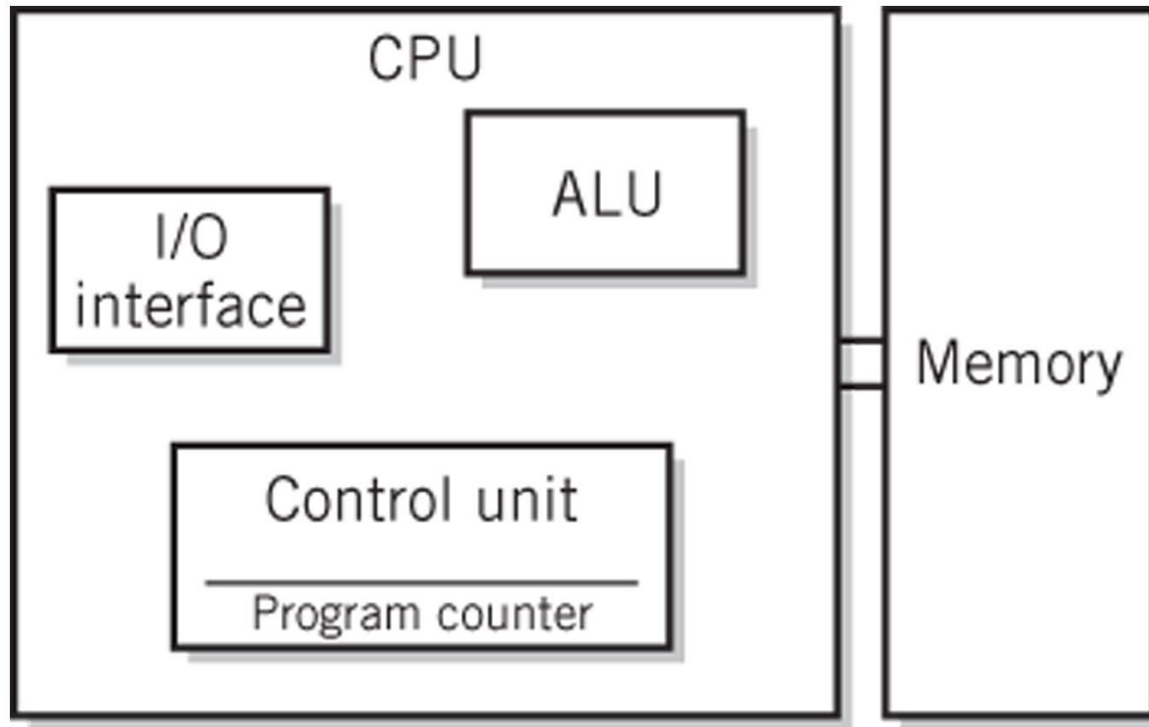 CPU
ALU
I/O
interface
Memory
Control unit
Program counter